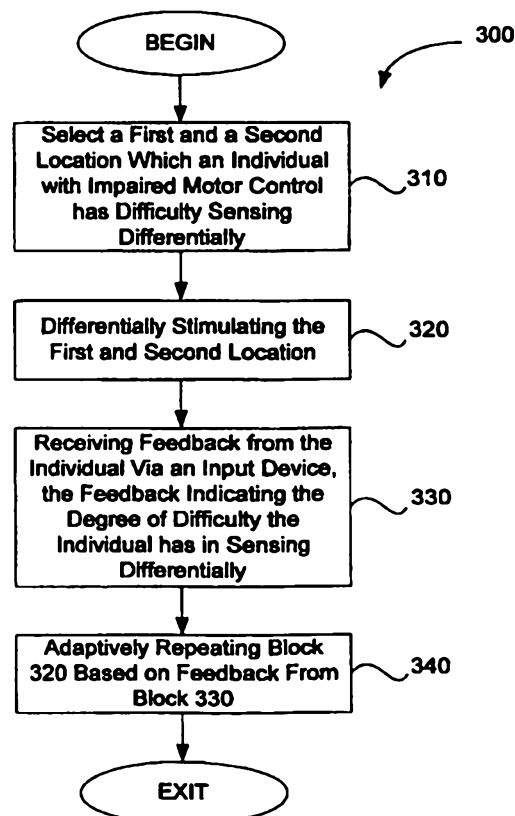 BEGIN
300
Select a First and a Second
Location Which an Individual
with Impaired Motor Control
has Difficulty Sensing
Differentially
310
Differentially Stimulating the
First and Second Location
320
Receiving Feedback from the
Individual Via an Input Device,
the Feedback Indicating the
Degree of Difficulty the
Individual has in Sensing
Differentially
330
Adaptively Repeating Block
320 Based on Feedback From
Block 330
340
EXIT